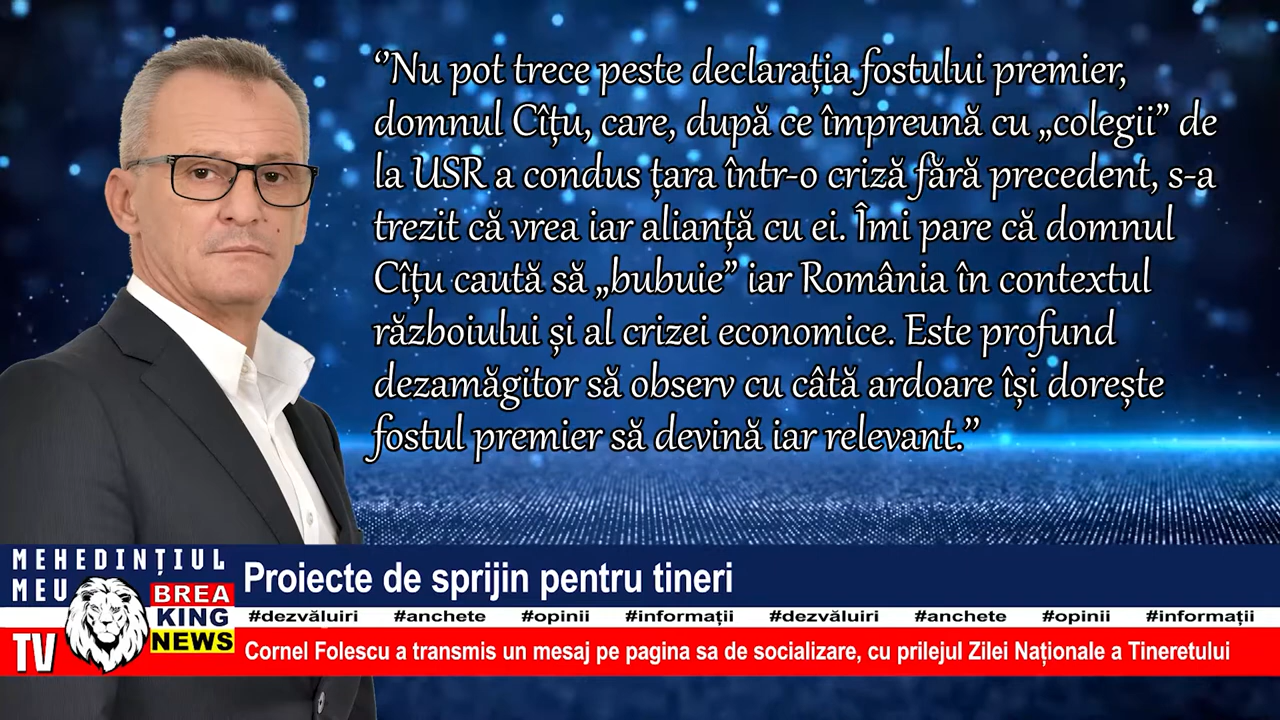 ‘’Nu pot trece peste declarația fostului premier,
domnul Cîțu, care, după ce împreună cu „colegii” de
la USR a condus țara într-o criză fără precedent, s-a
trezit că vrea iar alianță cu ei. Îmi pare că domnul
Cîțu caută să „bubuie” iar România în contextul
războiului și al crizei economice. Este profund
dezamăgitor să observ cu câtă ardoare își dorește
fostul premier să devină iar relevant.’’
MEHEDINȚIUL
MEU
TV
BREA
KING
NEWS
Proiecte de sprijin pentru tineri
#dezvăluiri #anchete #opinii #informații #dezvăluiri #anchete #opinii #informații
Cornel Folescu a transmis un mesaj pe pagina sa de socializare, cu prilejul Zilei Naționale a Tineretului